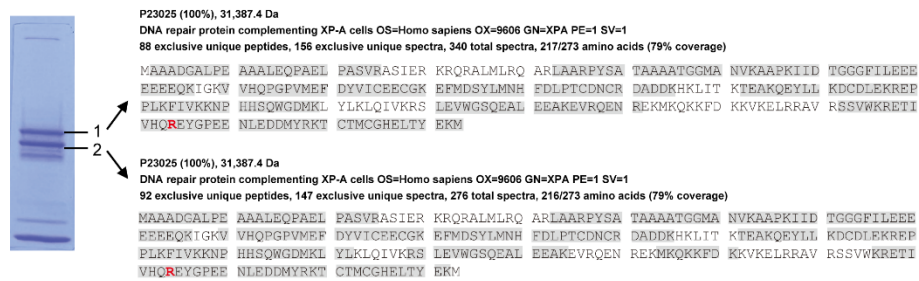 P23025 (100%), 31,387.4 Da
DNA repair protein complementing XP-A cells OS=Homo sapiens OX=9606 GN=XPA PE=1 SV=1
88 exclusive unique peptides, 156 exclusive unique spectra, 340 total spectra, 217/273 amino acids (79% coverage)
MAAADGALPE AAALEQPAEL PASVRASIER KRQRALMLRQ ARLAARPYSA TAAAATGGMA NVKAAPKIID TGGGFILEEE
EEEEQKIGKV VHQPGPVMEF DYVICEECGK EFMDSYLMNH FDLPTCDNCR DADDKHKLIT KTEAKQEYLL KDCDLEKREP
PLKFIVKKNP HHSQWGDMKL YLKLQIVKRS LEVWGSQEAL EEAKEVRQEN REKMKQKKFD KKVKELRRAV RSSVWKRETI
VHQREYGPEE NLEDDMYRKT CTMCGHELTY EKM
1
2
P23025 (100%), 31,387.4 Da
DNA repair protein complementing XP-A cells OS=Homo sapiens OX=9606 GN=XPA PE=1 SV=1
92 exclusive unique peptides, 147 exclusive unique spectra, 276 total spectra, 216/273 amino acids (79% coverage)
MAAADGALPE AAALEQPAEL PASVRASIER KRQRALMLRQ ARLAARPYSA TAAAATGGMA NVKAAPKIID TGGGFILEEE
EEEEQKIGKV VHQPGPVMEF DYVICEECGK EFMDSYLMNH FDLPTCDNCR DADDKHKLIT KTEAKQEYLL KDCDLEKREP
PLKFIVKKNP HHSQWGDMKL YLKLQIVKRS LEVWGSQEAL EEAKEVRQEN REKMKQKKFD KKVKELRRAV RSSVWKRETI
VHQREYGPEE NLEDDMYRKT CTMCGHELTY EKM